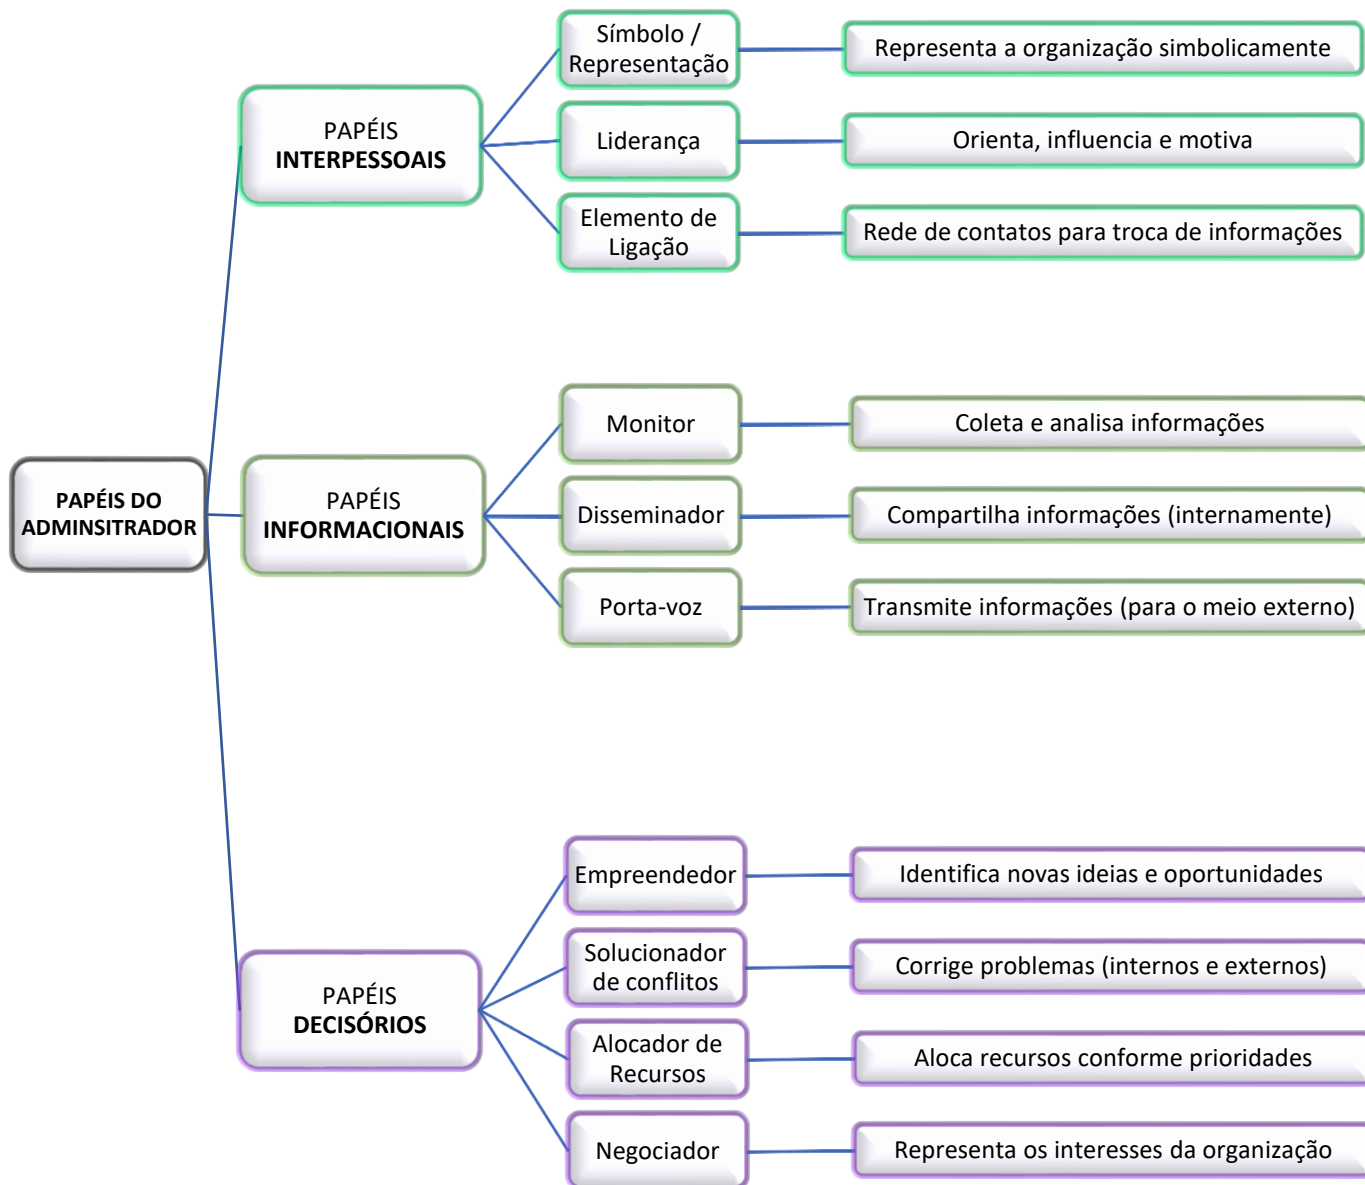 PAPÉIS DO
ADMINSITRADOR
PAPÉIS
INTERPESSOAIS
Símbolo /
Representação
Representa a organização simbolicamente
Liderança
Orienta, influencia e motiva
Elemento de
Ligação
Rede de contatos para troca de informações
PAPÉIS
INFORMACIONAIS
Monitor
Coleta e analisa informações
Disseminador
Compartilha informações (internamente)
Porta-voz
Transmite informações (para o meio externo)
PAPÉIS
DECISÓRIOS
Empreendedor
Identifica novas ideias e oportunidades
Solucionador
de conflitos
Corrige problemas (internos e externos)
Alocador de
Recursos
Aloca recursos conforme prioridades
Negociador
Representa os interesses da organização